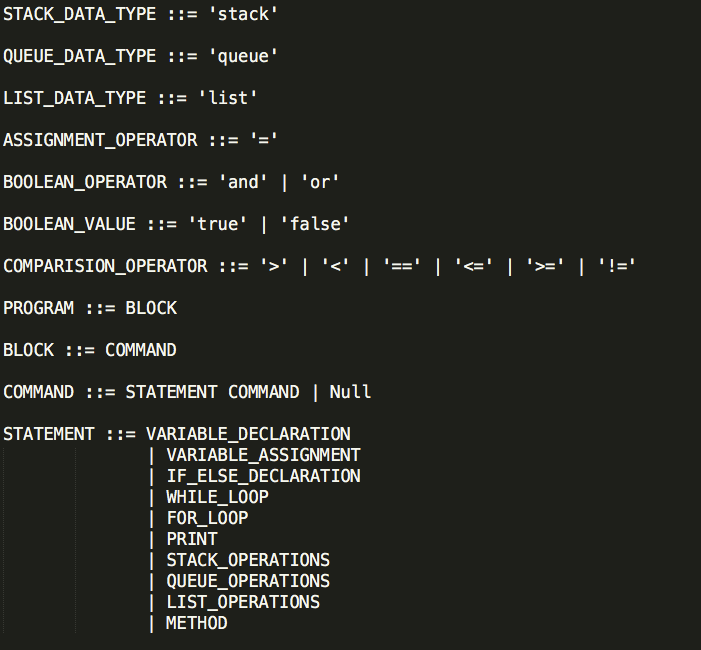 STACK_DATA_TYPE ::= 'stack'
QUEUE_DATA_TYPE ::= 'queue'
LIST_DATA_TYPE ::= 'list'
ASSIGNMENT_OPERATOR ::= '='
BOOLEAN_OPERATOR ::= 'and' | 'or'
BOOLEAN_VALUE ::= 'true' | 'false'
COMPARISION_OPERATOR ::= '>' | '<' | '==' | '<=' | '>=' | '!='
PROGRAM ::= BLOCK
BLOCK ::= COMMAND
COMMAND ::= STATEMENT COMMAND | Null
STATEMENT ::= VARIABLE_DECLARATION
| VARIABLE_ASSIGNMENT
| IF_ELSE_DECLARATION
| WHILE_LOOP
| FOR_LOOP
| PRINT
| STACK_OPERATIONS
| QUEUE_OPERATIONS
| LIST_OPERATIONS
| METHOD